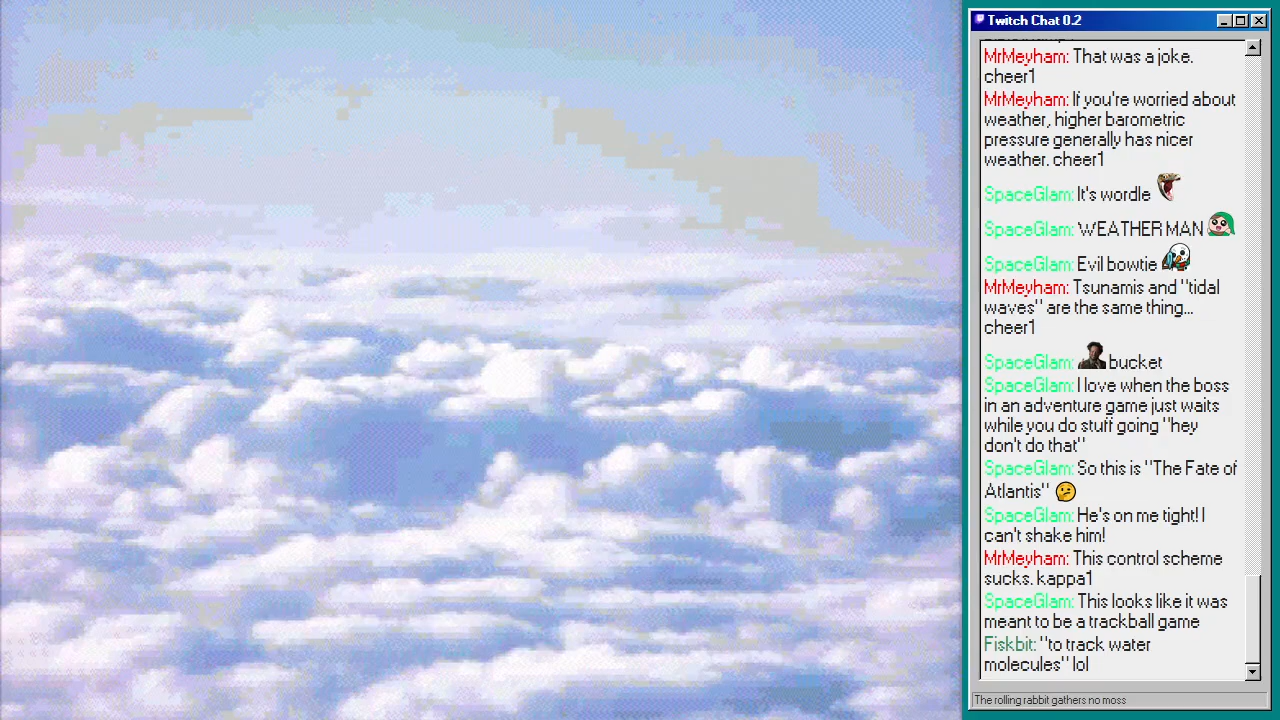 Twitch Chat 0.2
MrMeyham: That was a joke.
cheer1
MrMeyham: If you're worried about
weather, higher barometric
pressure generally has nicer
weather. cheer1
SpaceGlam: It's wordle
SpaceGlam: WEATHER MAN
SpaceGlam: Evil bowtie
MrMeyham: Tsunamis and "tidal
waves" are the same thing...
cheer1
SpaceGlam: bucket
SpaceGlam: I love when the boss
in an adventure game just waits
while you do stuff going "hey
don't do that"
SpaceGlam: So this is "The Fate of
Atlantis"
SpaceGlam: He's on me tight! I
can't shake him!
MrMeyham: This control scheme
sucks. kappa1
SpaceGlam: This looks like it was
meant to be a trackball game
Fiskbit: "to track water
molecules" lol
The rolling rabbit gathers no moss